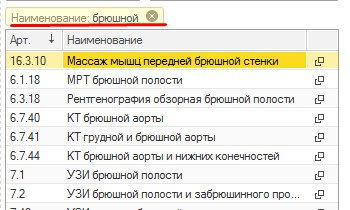 Наименование: брюшной
Арт. Наименование
16.3.10 Массаж мышц передней брюшной стенки
6.1.18 МРТ брюшной полости
6.3.18 Рентгенография обзорная брюшной полости
6.7.40 КТ брюшной аорты
6.7.41 КТ грудной и брюшной аорты
6.7.44 КТ брюшной аорты и нижних конечностей
7.1 УЗИ брюшной полости
7.2 УЗИ брюшной полости и забрюшинного про...